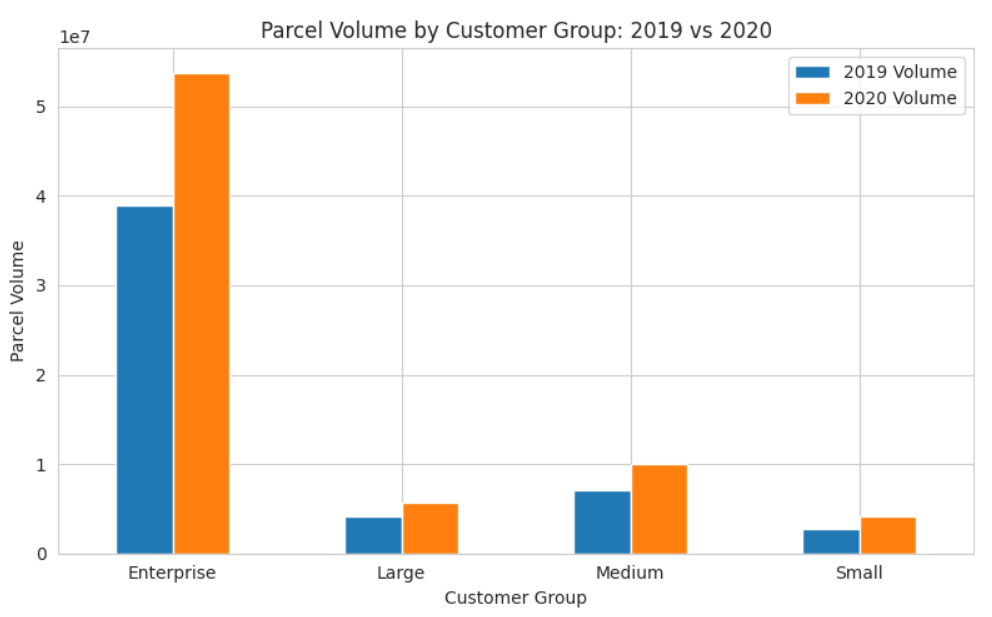 Parcel Volume by Customer Group: 2019 vs 2020
1e7
2019 Volume
2020 Volume
5
4
3
2
1
0
Parcel Volume
Enterprise
Large
Medium
Small
Customer Group